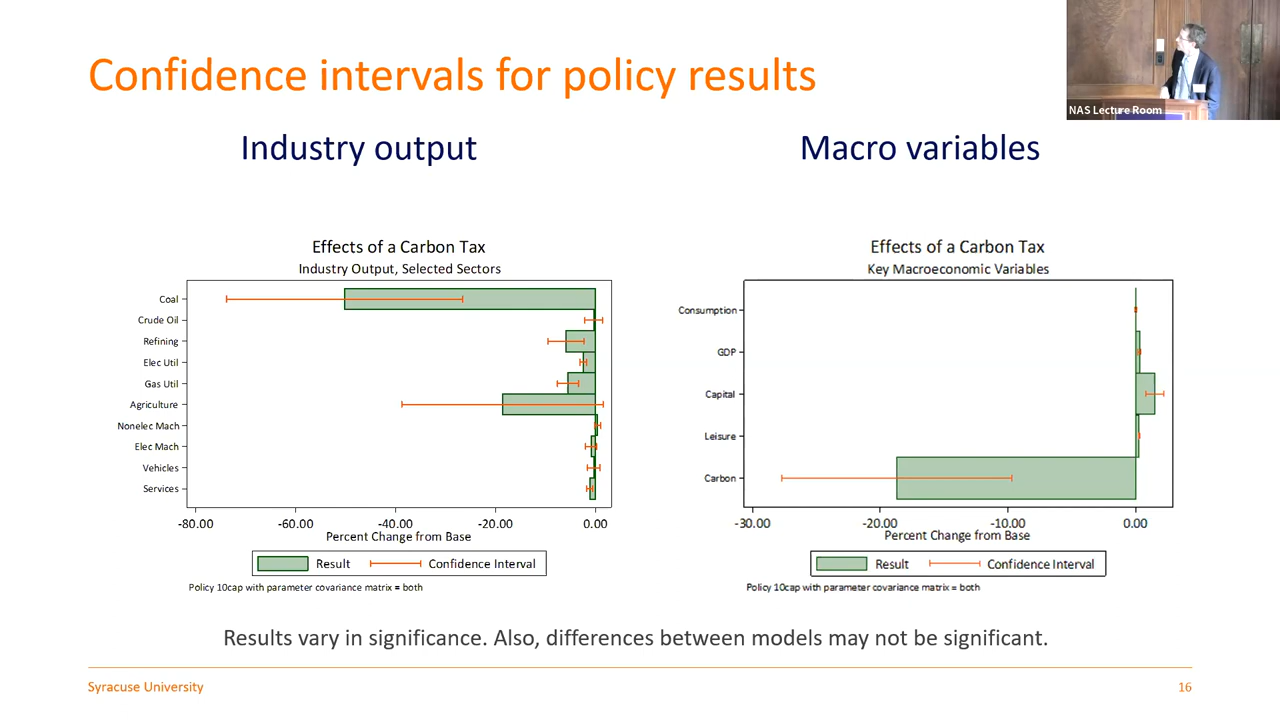 Confidence intervals for policy results
NAS Lecture Room
Industry output
Macro variables
Effects of a Carbon Tax
Industry Output, Selected Sectors
Coal
Crude Oil
Refining
Elec Util
Gas Util
Agriculture
Nonelec Mach
Elec Mach
Vehicles
Services
-80.00 -60.00 -40.00 -20.00 0.00
Percent Change from Base
Result Confidence Interval
Policy 10cap with parameter covariance matrix = both
Effects of a Carbon Tax
Key Macroeconomic Variables
Consumption
GDP
Capital
Leisure
Carbon
-30.00 -20.00 -10.00 0.00
Percent Change from Base
Result Confidence Interval
Policy 10cap with parameter covariance matrix = both
Results vary in significance. Also, differences between models may not be significant.
Syracuse University
16